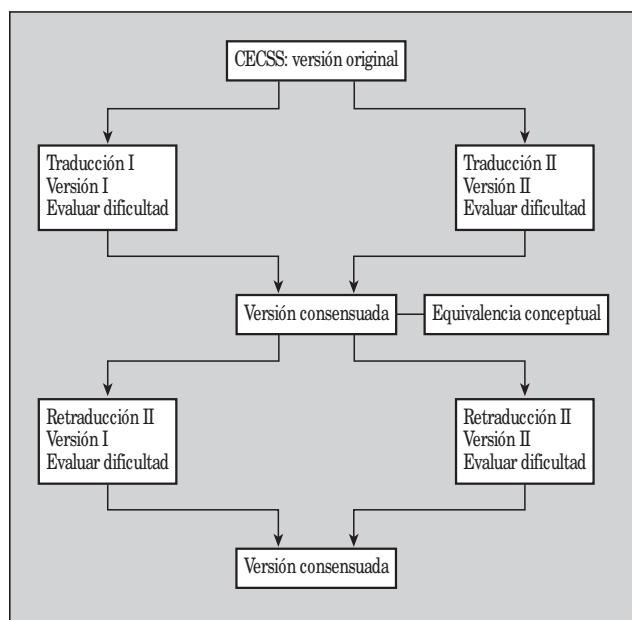 CECSS: versión original
Traducción I
Versión I
Evaluar dificultad
Traducción II
Versión II
Evaluar dificultad
Versión consensuada
Equivalencia conceptual
Retraducción II
Versión I
Evaluar dificultad
Retraducción II
Versión II
Evaluar dificultad
Versión consensuada